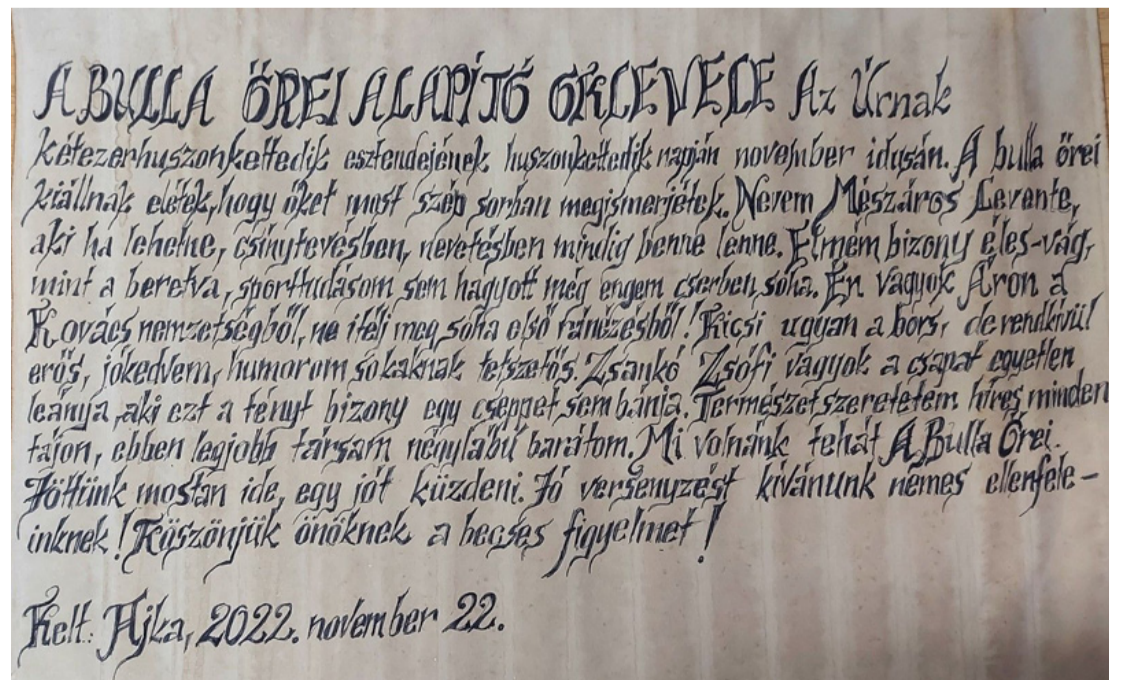 A BULLA ŐREI ALAPÍTÓ OKLEVELE Az Úrnak
kétezerhuszonkettedik esztendejének huszonkettedik napján november idusán. A bulla őrei
kiállnak elétek, hogy őket most szép sorban megismerjétek. Nevem Mészáros Levente,
aki ha lehetne, csínytevésben, nevetésben mindig benne lenne. Elmém bizony éles-vág,
mint a beretva, sporttudásom sem hagyott még engem cserben soha. Én vagyok Áron a
Kovács nemzetségből, ne ítélj meg soha első ránézésből! Kicsi ugyan a bors, de rendkívül
erős, jókedvem, humorom sokaknak tetszetős. Zsankó Zsófi vagyok a csapat egyetlen
leánya, aki ezt a tényt bizony egy cseppet sem bánja. Természetszeretetem híres minden
tájon, ebben legjobb társam négylábú barátom. Mi volnánk tehát A Bulla Őrei.
Jöttünk mostan ide, egy jót küzdeni. Jó versenyzést kívánunk nemes ellenfele-
inknek! Köszönjük önöknek a becses figyelmet!
Kelt: Ajka, 2022. november 22.